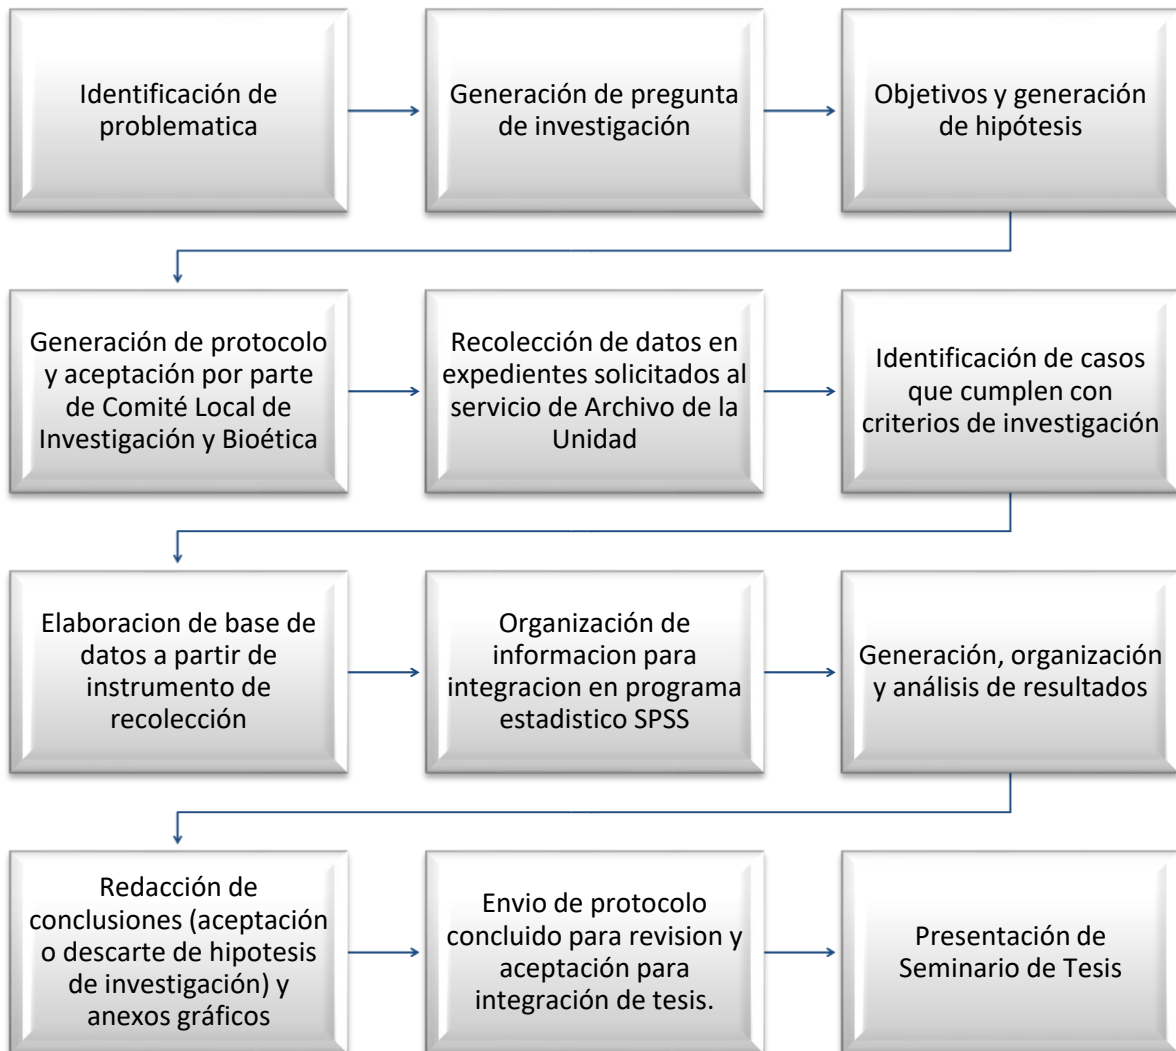 Identificación de
problematica
Generación de pregunta
de investigación
Objetivos y generación
de hipótesis
Generación de protocolo
y aceptación por parte
de Comité Local de
Investigación y Bioética
Recolección de datos en
expedientes solicitados al
servicio de Archivo de la
Unidad
Identificación de casos
que cumplen con
criterios de investigación
Elaboracion de base de
datos a partir de
instrumento de
recolección
Organización de
informacion para
integracion en programa
estadistico SPSS
Generación, organización
y análisis de resultados
Redacción de
conclusiones (aceptación
o descarte de hipotesis
de investigación) y
anexos gráficos
Envio de protocolo
concluido para revision y
aceptación para
integración de tesis.
Presentación de
Seminario de Tesis